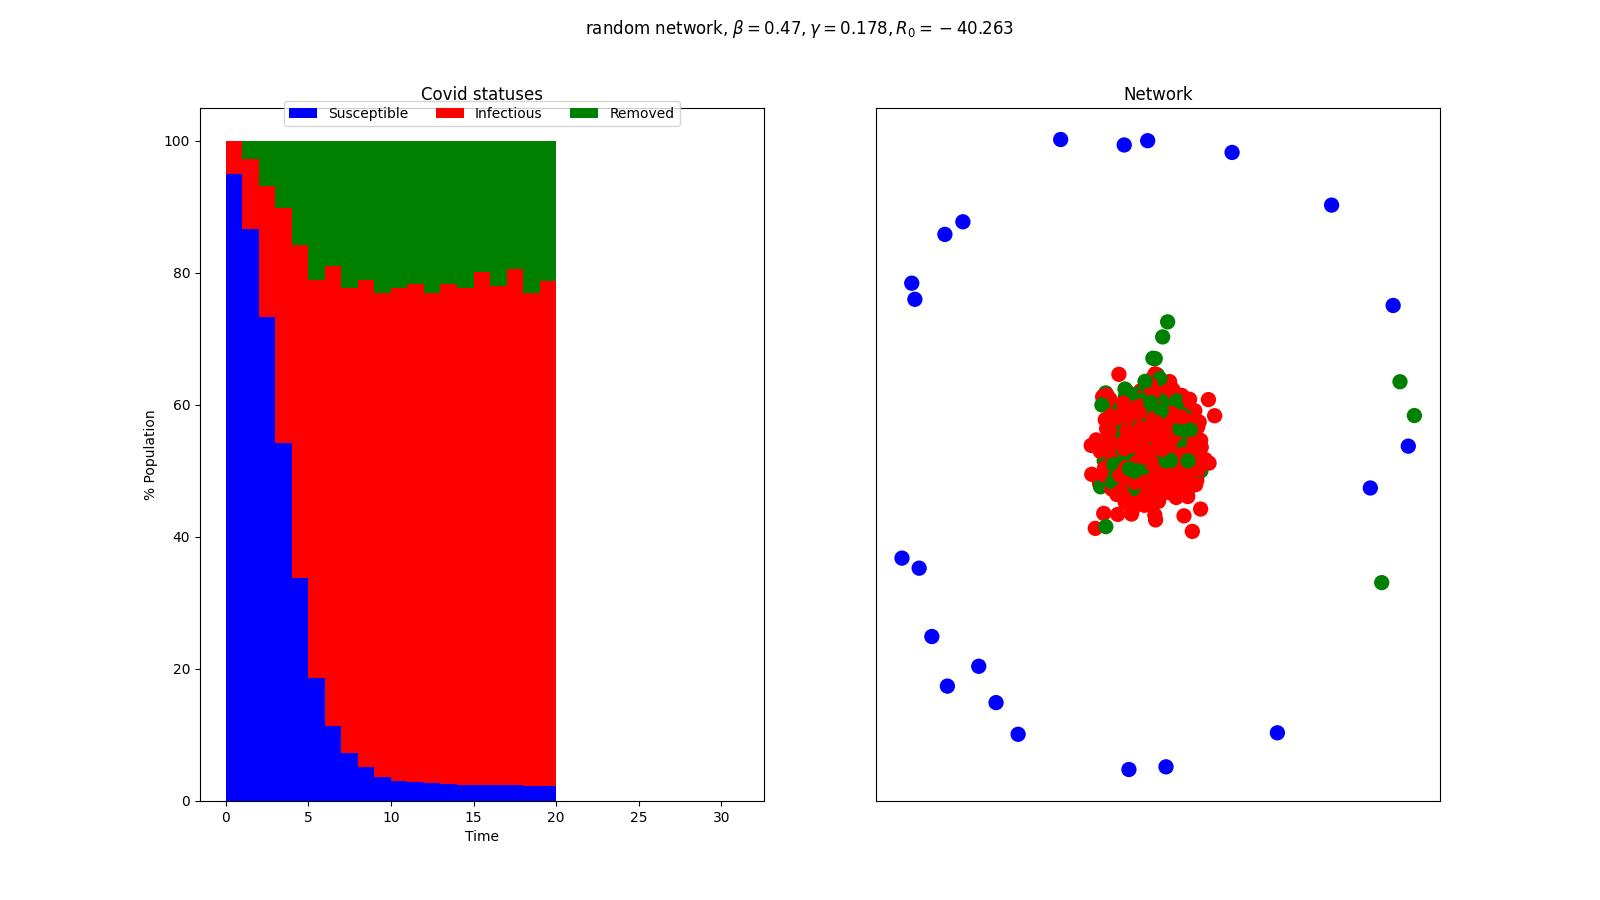 random network, β = 0.47, γ = 0.178, R₀ = − 40.263
Covid statuses
Susceptible Infectious Removed
100
80
60
40
20
0
% Population
0 5 10 15 20 25 30
Time
Network